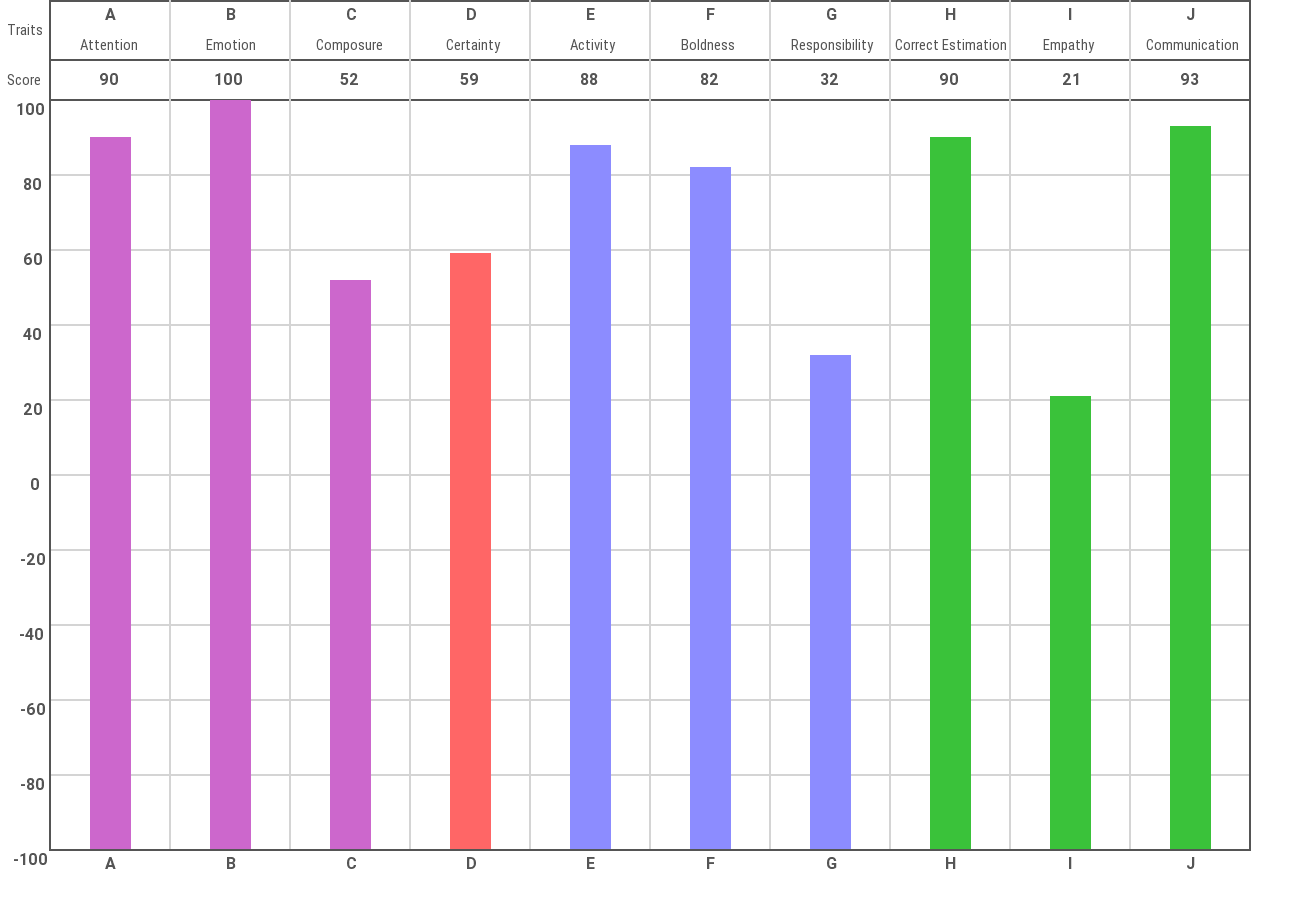 Traits
A B C D E F G H I J
Attention Emotion Composure Certainty Activity Boldness Responsibility Correct Estimation Empathy Communication
Score 90 100 52 59 88 82 32 90 21 93
100
80
60
40
20
0
-20
-40
-60
-80
-100
A B C D E F G H I J